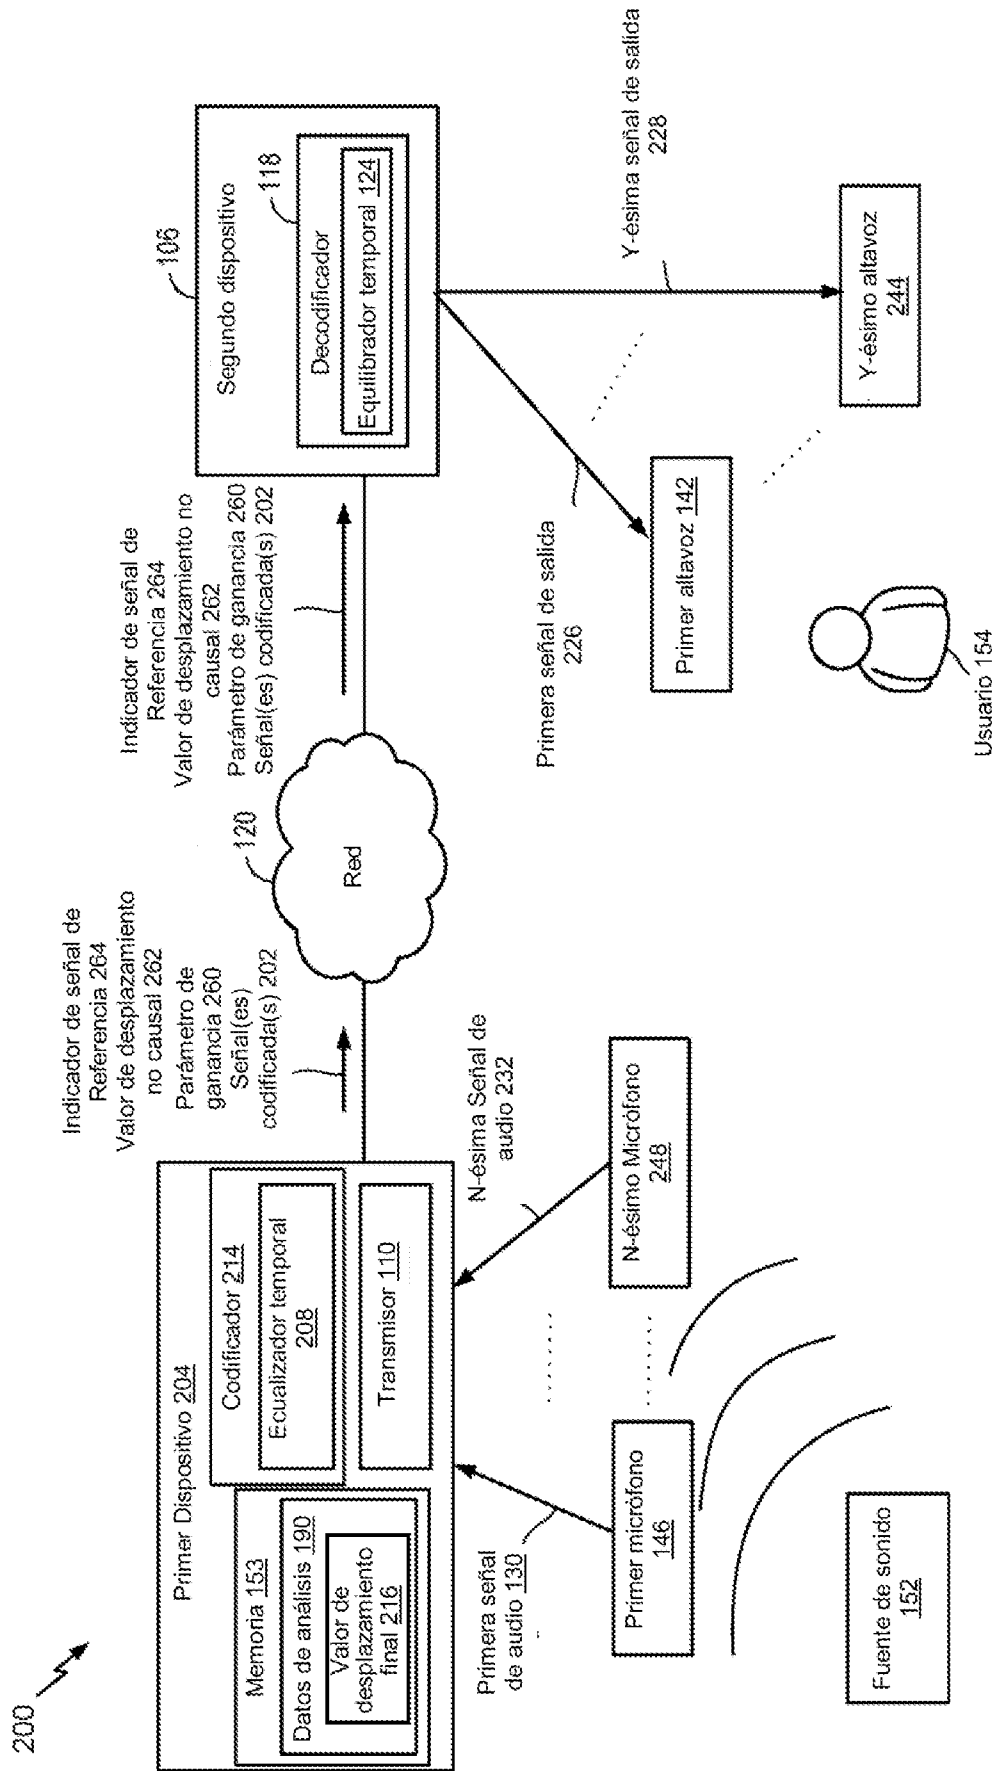 200
Primer Dispositivo 204
Memoria 153
Datos de análisis 190
Valor de
desplazamiento
final 216
Codificador 214
Ecualizador temporal
208
Transmisor 110
Indicador de señal de
Referencia 264
Valor de desplazamiento
no causal 262
Parámetro de
ganancia 260
Señal(es)
codificada(s) 202
120
Red
Indicador de señal de
Referencia 264
Valor de desplazamiento no
causal 262
Parámetro de ganancia 260
Señal(es) codificada(s) 202
106
Segundo dispositivo
118
Decodificador
Equilibrador temporal 124
Primera señal
de audio 130
N-ésima Señal de
audio 232
Primer micrófono
146
N-ésimo Micrófono
248
Fuente de sonido
152
Primera señal de salida
226
Y-ésima señal de salida
228
Primer altavoz 142
Y-ésimo altavoz
244
Usuario 154